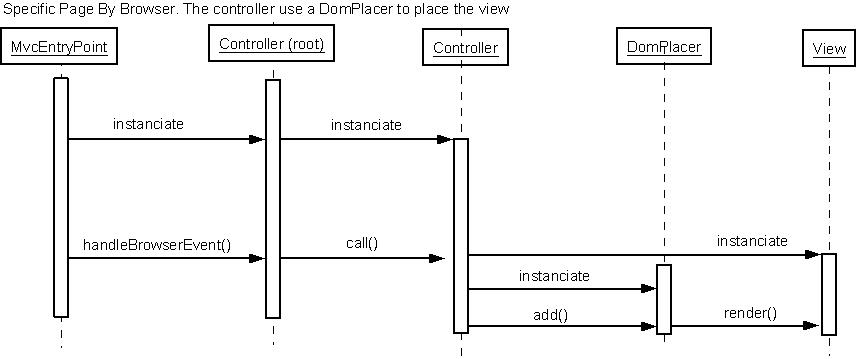 Specific Page By Browser. The controller use a DomPlacer to place the view
MvcEntryPoint
Controller (root)
Controller
DomPlacer
View
instanciate
instanciate
handleBrowserEvent()
call()
instanciate
instanciate
add()
render()